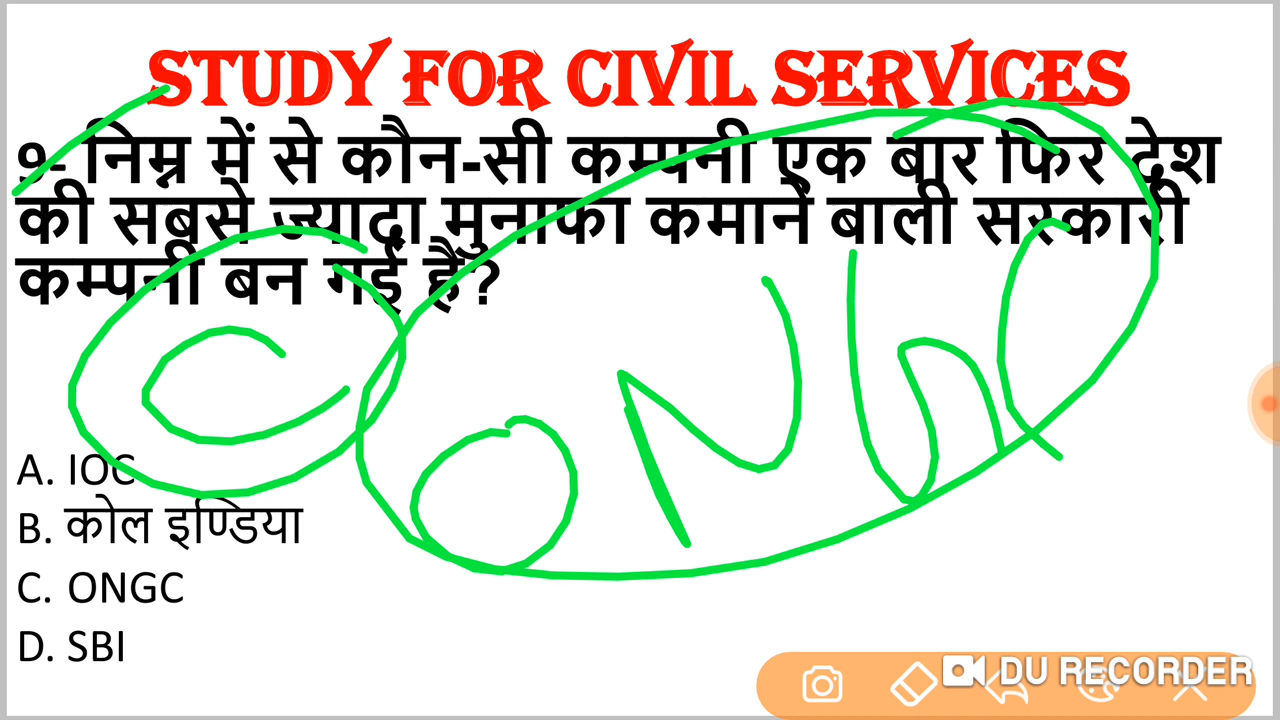 STUDY FOR CIVIL SERVICES
9- निम्न में से कौन-सी कम्पनी एक बार फिर देश
की सबसे ज्यादा मुनाफा कमाने बाली सरकारी
कम्पनी बन गई है?
C ONGC
A. IOC
B. कोल इण्डिया
C. ONGC
D. SBI
DU RECORDER